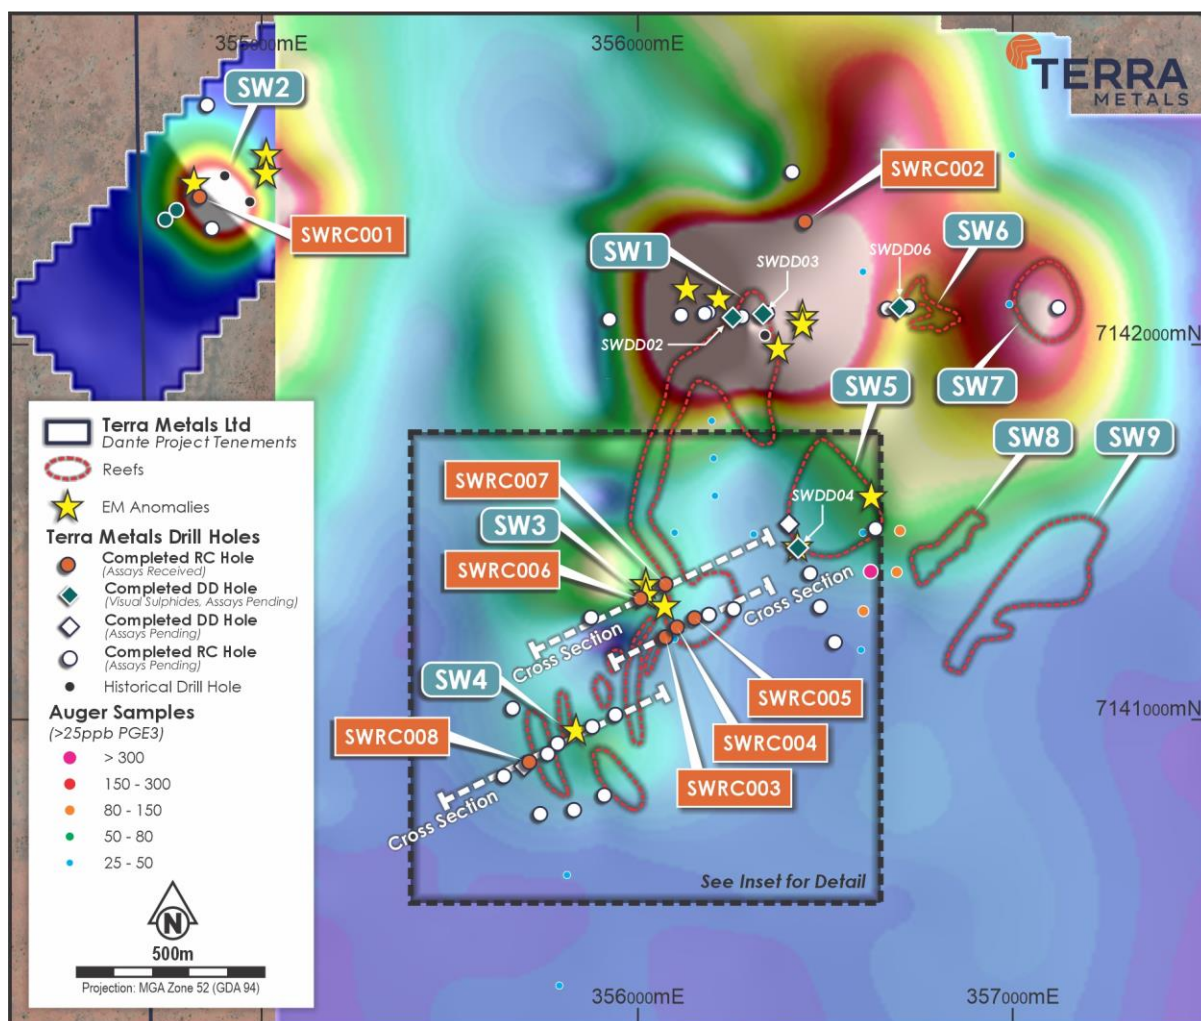 355000mE
356000mE
TERRA
METALS
SW2
SWRC002
SWRC001
SW1
SWDD03
SWDD06
SW6
SWDD02
7142000mN
SW7
SW5
SW8
SW9
SWRC007
SWDD04
SW3
SWRC006
Cross Section
Cross Section
SW4
SWRC005
SWRC008
SWRC004
7141000mN
SWRC003
Cross Section
See Inset for Detail
356000mE
357000mE
Terra Metals Ltd
Dante Project Tenements
Reefs
EM Anomalies
Terra Metals Drill Holes
Completed RC Hole
(Assays Received)
Completed DD Hole
(Visual Sulphides, Assays Pending)
Completed DD Hole
(Assays Pending)
Completed RC Hole
(Assays Pending)
Historical Drill Hole
Auger Samples
(>25ppb PGE3)
> 300
150 - 300
80 - 150
50 - 80
25 - 50
N
500m
Projection: MGA Zone 52 (GDA 94)